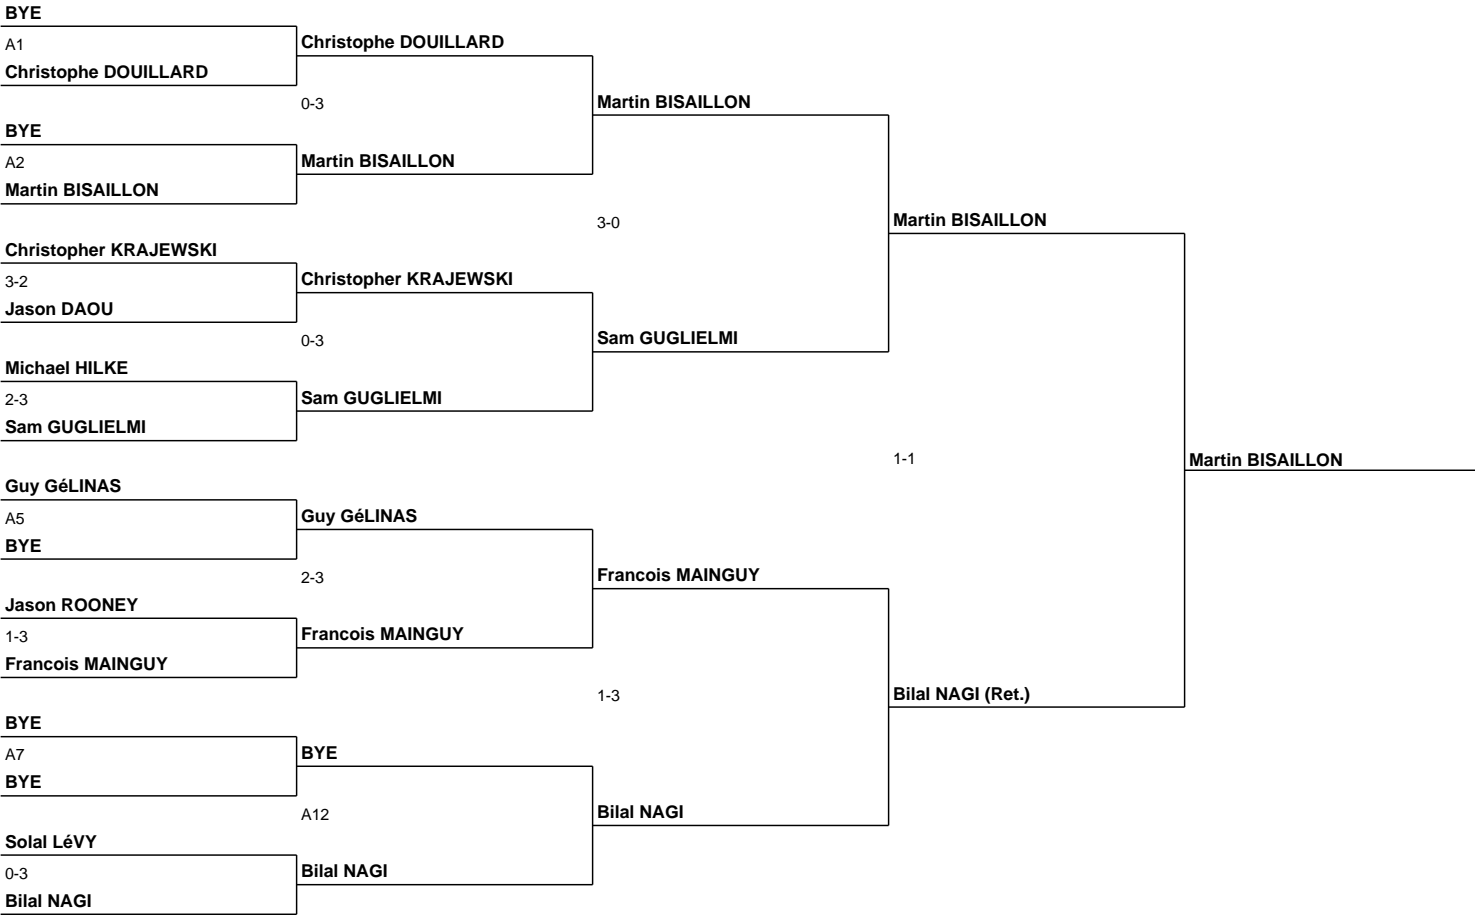 BYE
A1
Christophe DOUILLARD
BYE
A2
Martin BISAILLON
Christopher KRAJEWSKI
3-2
Jason DAOU
Michael HILKE
2-3
Sam GUGLIELMI
Guy GéLINAS
A5
BYE
Jason ROONEY
1-3
Francois MAINGUY
BYE
A7
BYE
Solal LéVY
0-3
Bilal NAGI
Christophe DOUILLARD
0-3
Martin BISAILLON
Christopher KRAJEWSKI
0-3
Sam GUGLIELMI
Guy GéLINAS
2-3
Francois MAINGUY
BYE
A12
Bilal NAGI
Martin BISAILLON
3-0
Sam GUGLIELMI
Francois MAINGUY
1-3
Bilal NAGI
Martin BISAILLON
1-1
Bilal NAGI (Ret.)
Martin BISAILLON